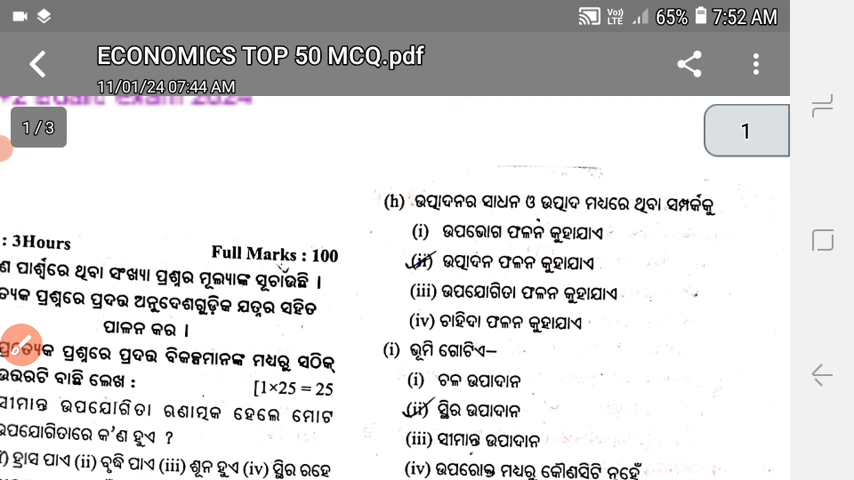 65% 7:52 AM
ECONOMICS TOP 50 MCQ.pdf
11/01/24 07:44 AM
+2 Board exam 2024
1/3
1
: 3Hours
Full Marks : 100
ଣ ପାର୍ଶ୍ୱରେ ଥିବା ସଂଖ୍ୟା ପ୍ରଶ୍ନର ମୂଲ୍ୟାଙ୍କ ସୂଚାଉଛି ।
ତ୍ୟେକ ପ୍ରଶ୍ନରେ ପ୍ରଦତ୍ତ ଅନୁଦେଶଗୁଡ଼ିକ ଯତ୍ନର ସହିତ
ପାଳନ କର ।
ପ୍ରତ୍ୟେକ ପ୍ରଶ୍ନରେ ପ୍ରଦତ୍ତ ବିକଳ୍ପମାନଙ୍କ ମଧ୍ୟରୁ ସଠିକ୍
ଉତ୍ତରଟି ବାଛି ଲେଖ :
[1×25 = 25
ସୀମାନ୍ତ ଉପଯୋଗିତା ଋଣାତ୍ମକ ହେଲେ ମୋଟ
ଉପଯୋଗିତାରେ କ'ଣ ହୁଏ ?
i) ହ୍ରାସ ପାଏ (ii) ବୃଦ୍ଧି ପାଏ (iii) ଶୂନ ହୁଏ (iv) ସ୍ଥିର ରହେ
(h) ଉତ୍ପାଦନର ସାଧନ ଓ ଉତ୍ପାଦ ମଧ୍ୟରେ ଥିବା ସମ୍ପର୍କକୁ
(i) ଉପଭୋଗ ଫଳନ କୁହାଯାଏ
(ii) ଉତ୍ପାଦନ ଫଳନ କୁହାଯାଏ
(iii) ଉପଯୋଗିତା ଫଳନ କୁହାଯାଏ
(iv) ଚାହିଦା ଫଳନ କୁହାଯାଏ
(i) ଭୂମି ଗୋଟିଏ–
(i) ଚଳ ଉପାଦାନ
(ii) ସ୍ଥିର ଉପାଦାନ
(iii) ସୀମାନ୍ତ ଉପାଦାନ
(iv) ଉପରୋକ୍ତ ମଧ୍ୟରୁ କୌଣସିଟି ନୁହେଁ